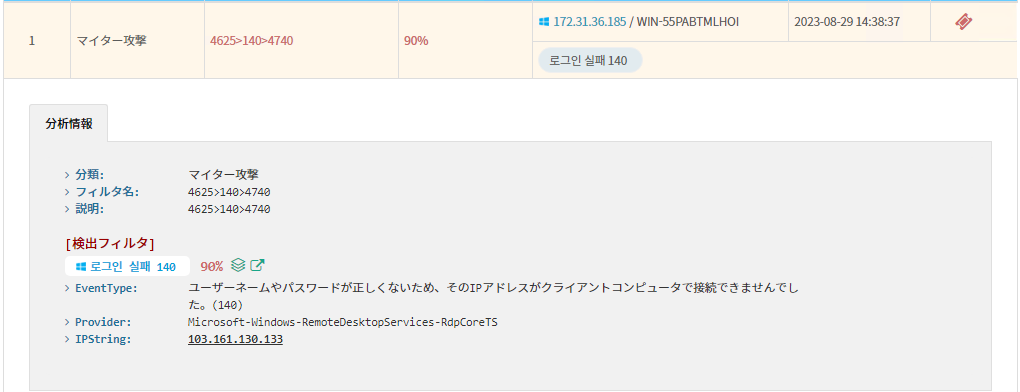 1 マイター攻撃 4625>140>4740 90% 172.31.36.185 / WIN-55PABTMLHOI 2023-08-29 14:38:37
로그인 실패 140
分析情報
分類: マイター攻撃
フィルタ名: 4625>140>4740
説明: 4625>140>4740
[検出フィルタ]
로그인 실패 140 90%
EventType: ユーザーネームやパスワードが正しくないため、そのIPアドレスがクライアントコンピュータで接続できませんでし
た。(140)
Provider: Microsoft-Windows-RemoteDesktopServices-RdpCoreTS
IPString: 103.161.130.133